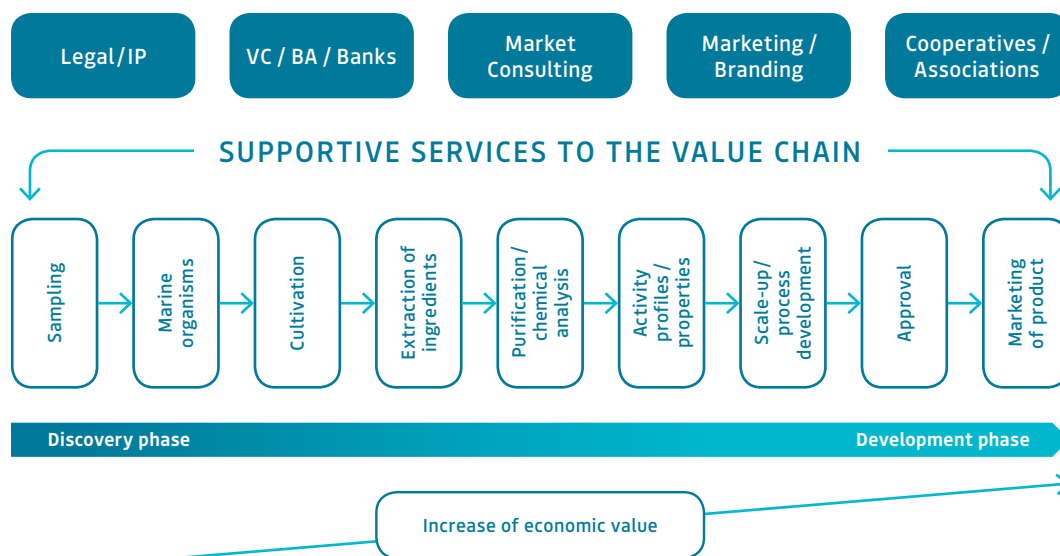 Legal/IP
VC / BA / Banks
Market
Consulting
Marketing /
Branding
Cooperatives /
Associations
SUPPORTIVE SERVICES TO THE VALUE CHAIN
Sampling
Marine
organisms
Cultivation
Extraction of
ingredients
Purification /
chemical
analysis
Activity
profiles /
properties
Scale-up/
process
development
Approval
Marketing
of product
Discovery phase
Development phase
Increase of economic value